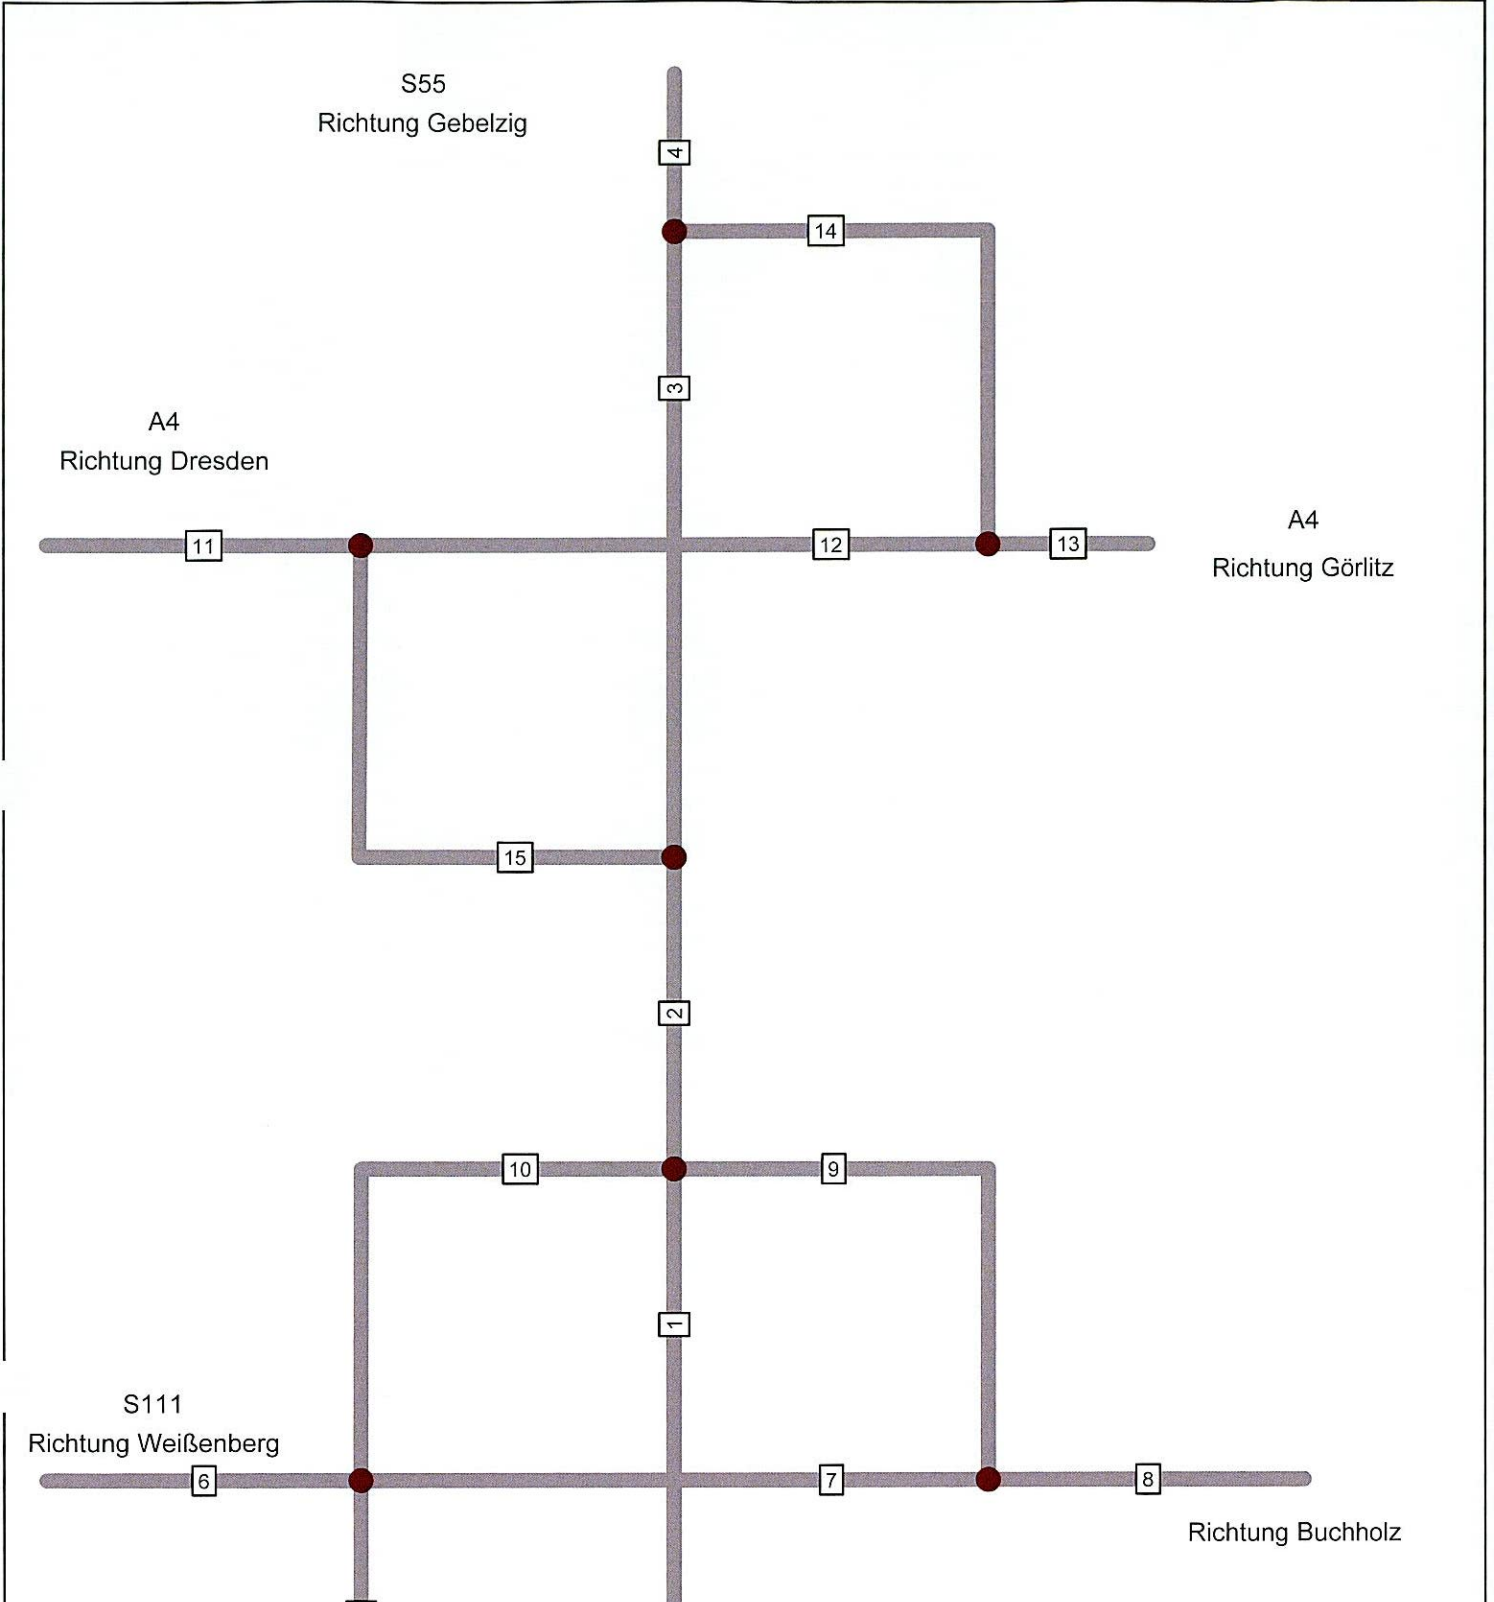 S55
Richtung Gebelzig
4
14
3
A4
Richtung Dresden
A4
Richtung Görlitz
11
12
13
15
2
10
9
1
S111
Richtung Weißenberg
6
7
8
Richtung Buchholz